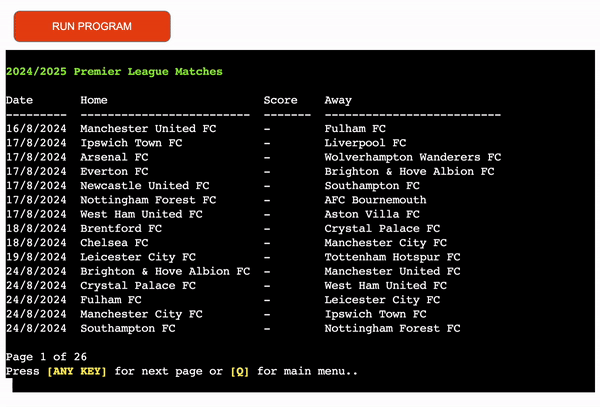 RUN PROGRAM
2024/2025 Premier League Matches
Date Home Score Away
---------- ------------------------- ------- --------------------------
16/8/2024 Manchester United FC - Fulham FC
17/8/2024 Ipswich Town FC - Liverpool FC
17/8/2024 Arsenal FC - Wolverhampton Wanderers FC
17/8/2024 Everton FC - Brighton & Hove Albion FC
17/8/2024 Newcastle United FC - Southampton FC
17/8/2024 Nottingham Forest FC - AFC Bournemouth
17/8/2024 West Ham United FC - Aston Villa FC
18/8/2024 Brentford FC - Crystal Palace FC
18/8/2024 Chelsea FC - Manchester City FC
19/8/2024 Leicester City FC - Tottenham Hotspur FC
24/8/2024 Brighton & Hove Albion FC - Manchester United FC
24/8/2024 Crystal Palace FC - West Ham United FC
24/8/2024 Fulham FC - Leicester City FC
24/8/2024 Manchester City FC - Ipswich Town FC
24/8/2024 Southampton FC - Nottingham Forest FC
Page 1 of 26
Press [ANY KEY] for next page or [Q] for main menu..